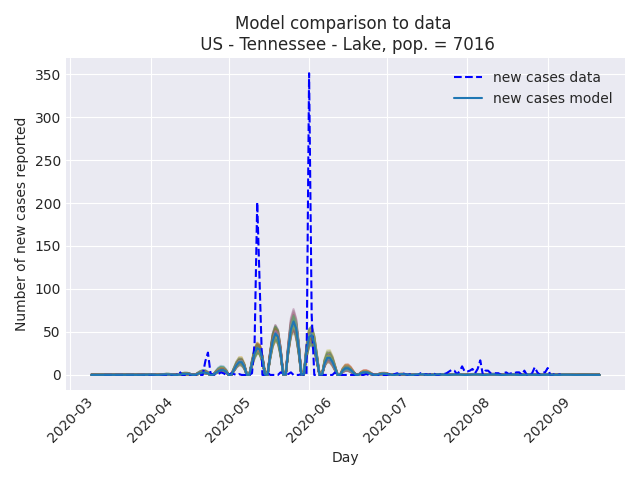 Model comparison to data
US - Tennessee - Lake, pop. = 7016
new cases data
new cases model
Number of new cases reported
350
300
250
200
150
100
50
0
2020-03
2020-04
2020-05
2020-06
2020-07
2020-08
2020-09
Day